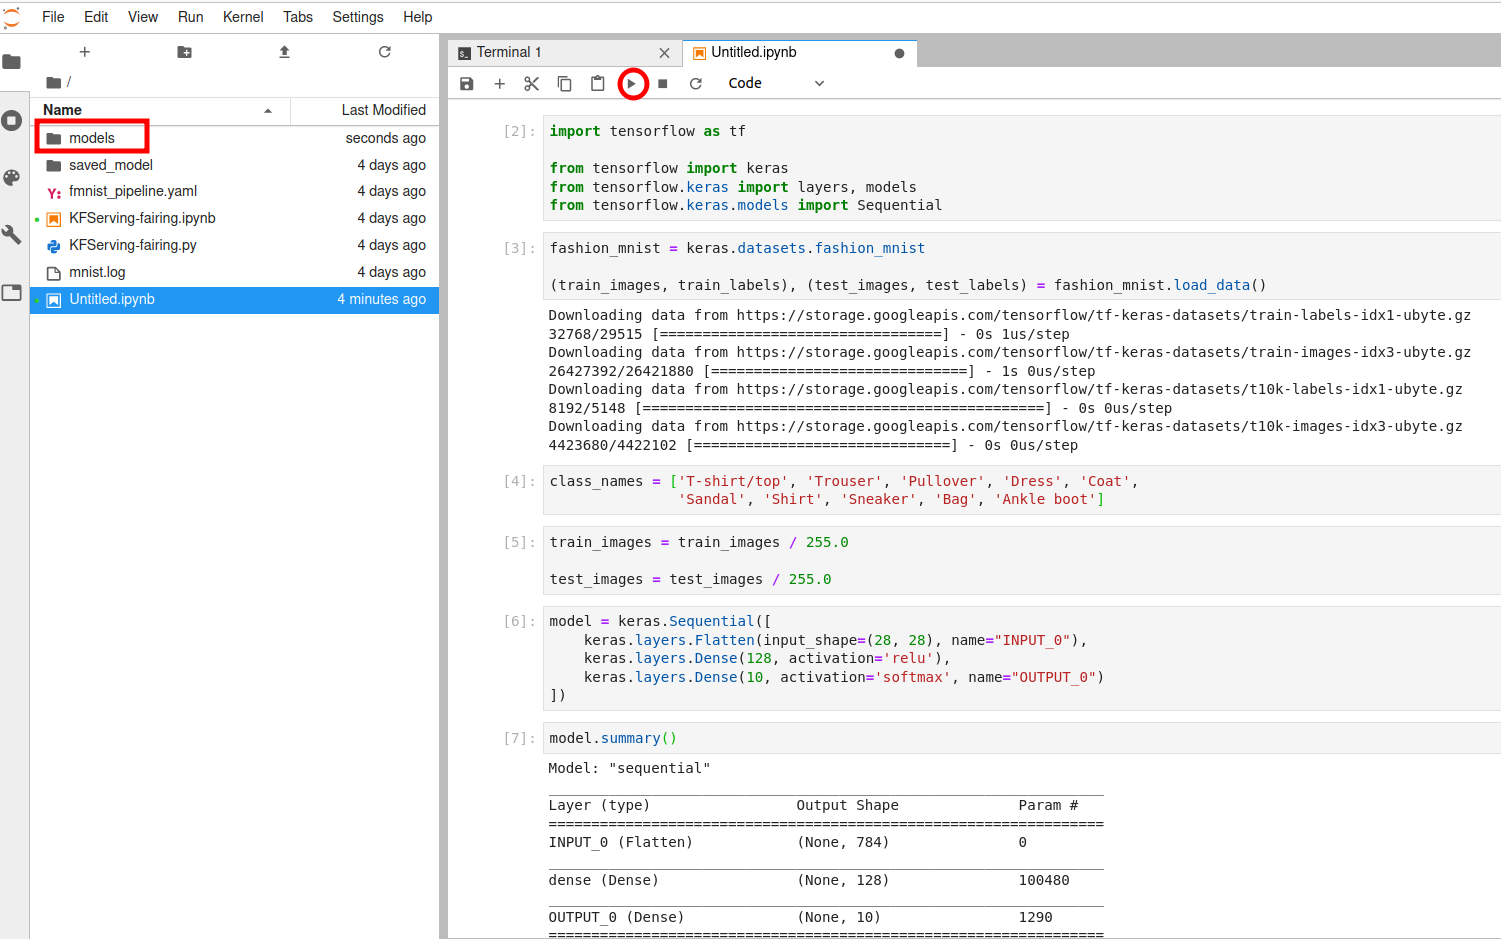 File Edit View Run Kernel Tabs Settings Help
Terminal 1
Untitled.ipynb
Code
/
Name Last Modified
models seconds ago
saved_model 4 days ago
Y: fmnist_pipeline.yaml 4 days ago
KFServing-fairing.ipynb 4 days ago
KFServing-fairing.py 4 days ago
mnist.log 4 days ago
Untitled.ipynb 4 minutes ago
[2]: import tensorflow as tf
from tensorflow import keras
from tensorflow.keras import layers, models
from tensorflow.keras.models import Sequential
[3]: fashion_mnist = keras.datasets.fashion_mnist
(train_images, train_labels), (test_images, test_labels) = fashion_mnist.load_data()
Downloading data from https://storage.googleapis.com/tensorflow/tf-keras-datasets/train-labels-idx1-ubyte.gz
32768/29515 [=================================] - 0s 1us/step
Downloading data from https://storage.googleapis.com/tensorflow/tf-keras-datasets/train-images-idx3-ubyte.gz
26427392/26421880 [==============================] - 1s 0us/step
Downloading data from https://storage.googleapis.com/tensorflow/tf-keras-datasets/t10k-labels-idx1-ubyte.gz
8192/5148 [===============================================] - 0s 0us/step
Downloading data from https://storage.googleapis.com/tensorflow/tf-keras-datasets/t10k-images-idx3-ubyte.gz
4423680/4422102 [==============================] - 0s 0us/step
[4]: class_names = ['T-shirt/top', 'Trouser', 'Pullover', 'Dress', 'Coat',
'Sandal', 'Shirt', 'Sneaker', 'Bag', 'Ankle boot']
[5]: train_images = train_images / 255.0
test_images = test_images / 255.0
[6]: model = keras.Sequential([
keras.layers.Flatten(input_shape=(28, 28), name="INPUT_0"),
keras.layers.Dense(128, activation='relu'),
keras.layers.Dense(10, activation='softmax', name="OUTPUT_0")
])
[7]: model.summary()
Model: "sequential"
_________________________________________________________________
Layer (type) Output Shape Param #
=================================================================
INPUT_0 (Flatten) (None, 784) 0
_________________________________________________________________
dense (Dense) (None, 128) 100480
_________________________________________________________________
OUTPUT_0 (Dense) (None, 10) 1290
=================================================================